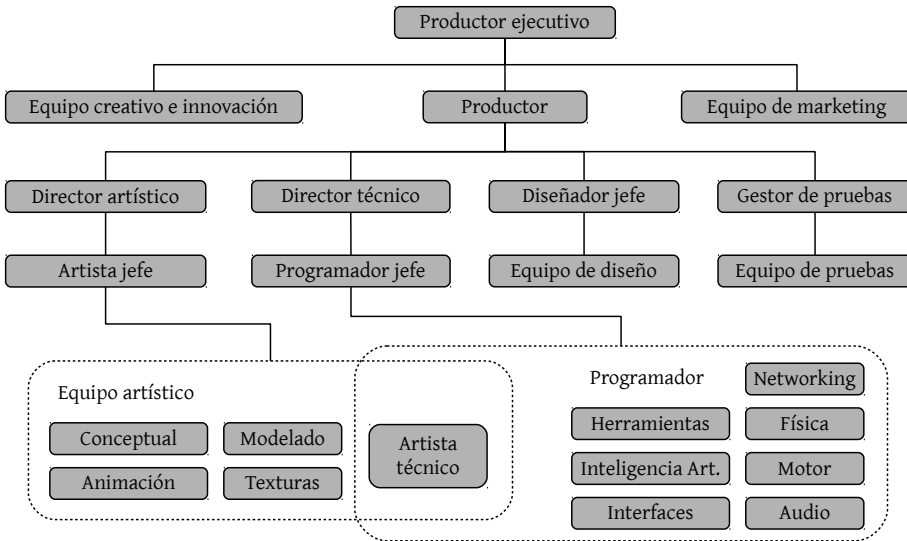 Productor ejecutivo
Equipo creativo e innovación
Productor
Equipo de marketing
Director artístico
Director técnico
Diseñador jefe
Gestor de pruebas
Artista jefe
Programador jefe
Equipo de diseño
Equipo de pruebas
Equipo artístico
Conceptual
Modelado
Animación
Texturas
Artista
técnico
Programador
Networking
Herramientas
Física
Inteligencia Art.
Motor
Interfaces
Audio